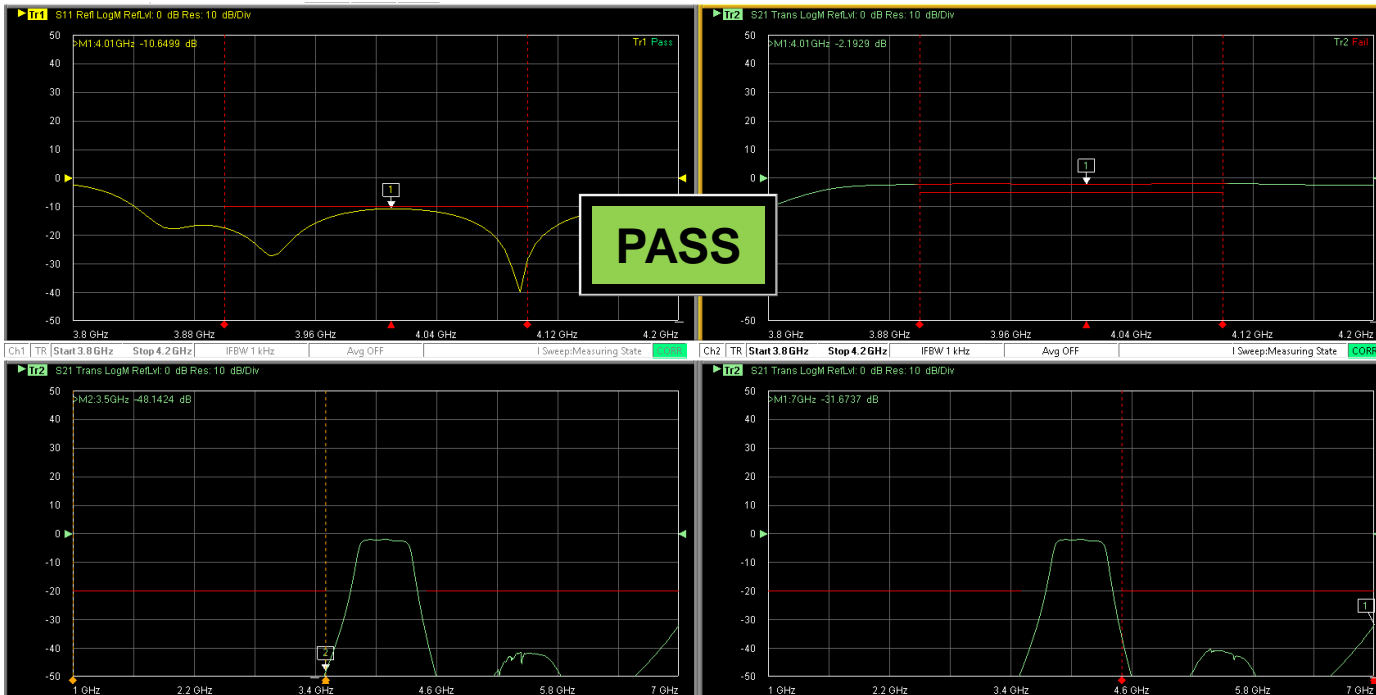 Tr1 S11 Refl LogM RefLvl: 0 dB Res: 10 dB/Div
>M1:4.01GHz -10.6499 dB
Tr1 Pass
50
40
30
20
10
0
-10
-20
-30
-40
-50
1
3.8 GHz 3.88 GHz 3.96 GHz 4.04 GHz 4.12 GHz 4.2 GHz
Ch1 TR Start 3.8 GHz Stop 4.2 GHz IFBW 1 kHz Avg OFF I Sweep:Measuring State CORR
Tr2 S21 Trans LogM RefLvl: 0 dB Res: 10 dB/Div
>M1:4.01GHz -2.1929 dB
Tr2 Fail
50
40
30
20
10
0
-10
-20
-30
-40
-50
1
3.8 GHz 3.88 GHz 3.96 GHz 4.04 GHz 4.12 GHz 4.2 GHz
Ch2 TR Start 3.8 GHz Stop 4.2 GHz IFBW 1 kHz Avg OFF I Sweep:Measuring State CORR
PASS
Tr2 S21 Trans LogM RefLvl: 0 dB Res: 10 dB/Div
>M2:3.5GHz -48.1424 dB
50
40
30
20
10
0
-10
-20
-30
-40
-50
2
1 GHz 2.2 GHz 3.4 GHz 4.6 GHz 5.8 GHz 7 GHz
Tr2 S21 Trans LogM RefLvl: 0 dB Res: 10 dB/Div
>M1:7GHz -31.6737 dB
50
40
30
20
10
0
-10
-20
-30
-40
-50
1
1 GHz 2.2 GHz 3.4 GHz 4.6 GHz 5.8 GHz 7 GHz